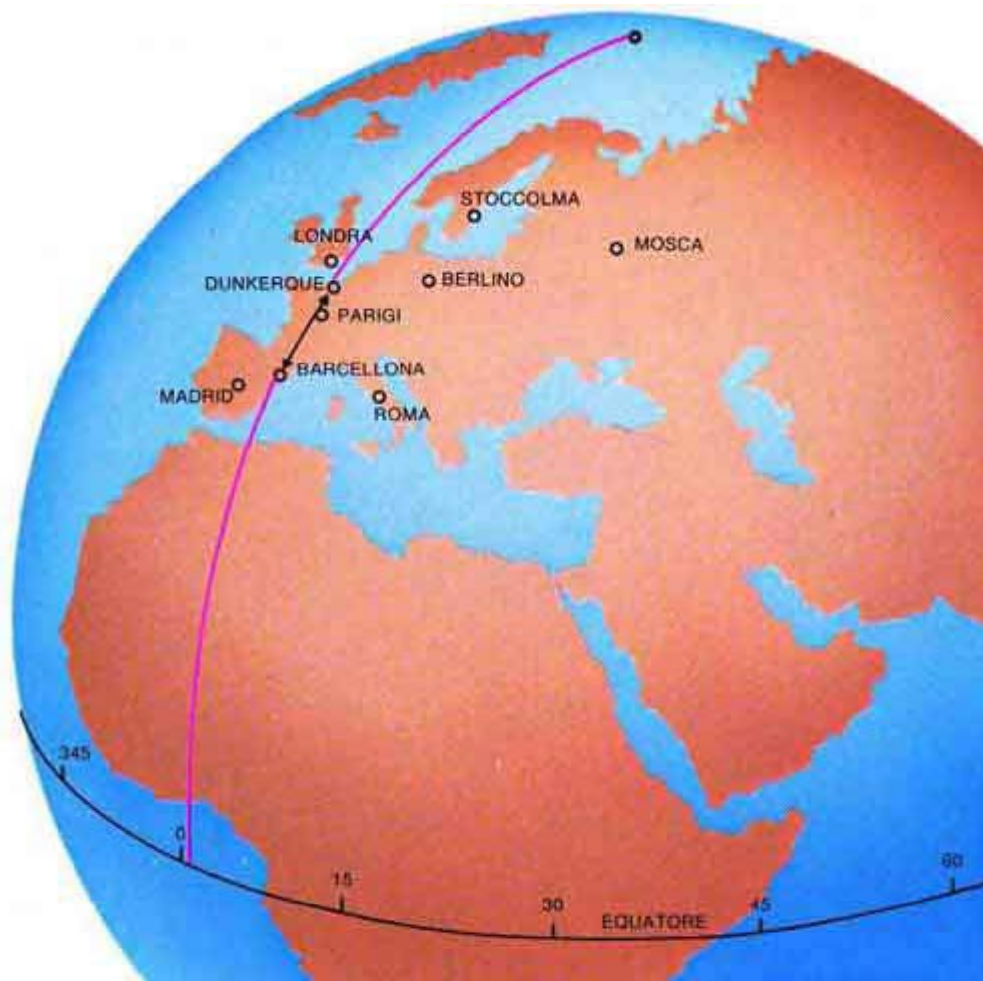 STOCCOLMA
LONDRA
MOSCA
DUNKERQUE
BERLINO
PARIGI
BARCELLONA
MADRID
ROMA
345
0
15
30
EQUATORE
45
60